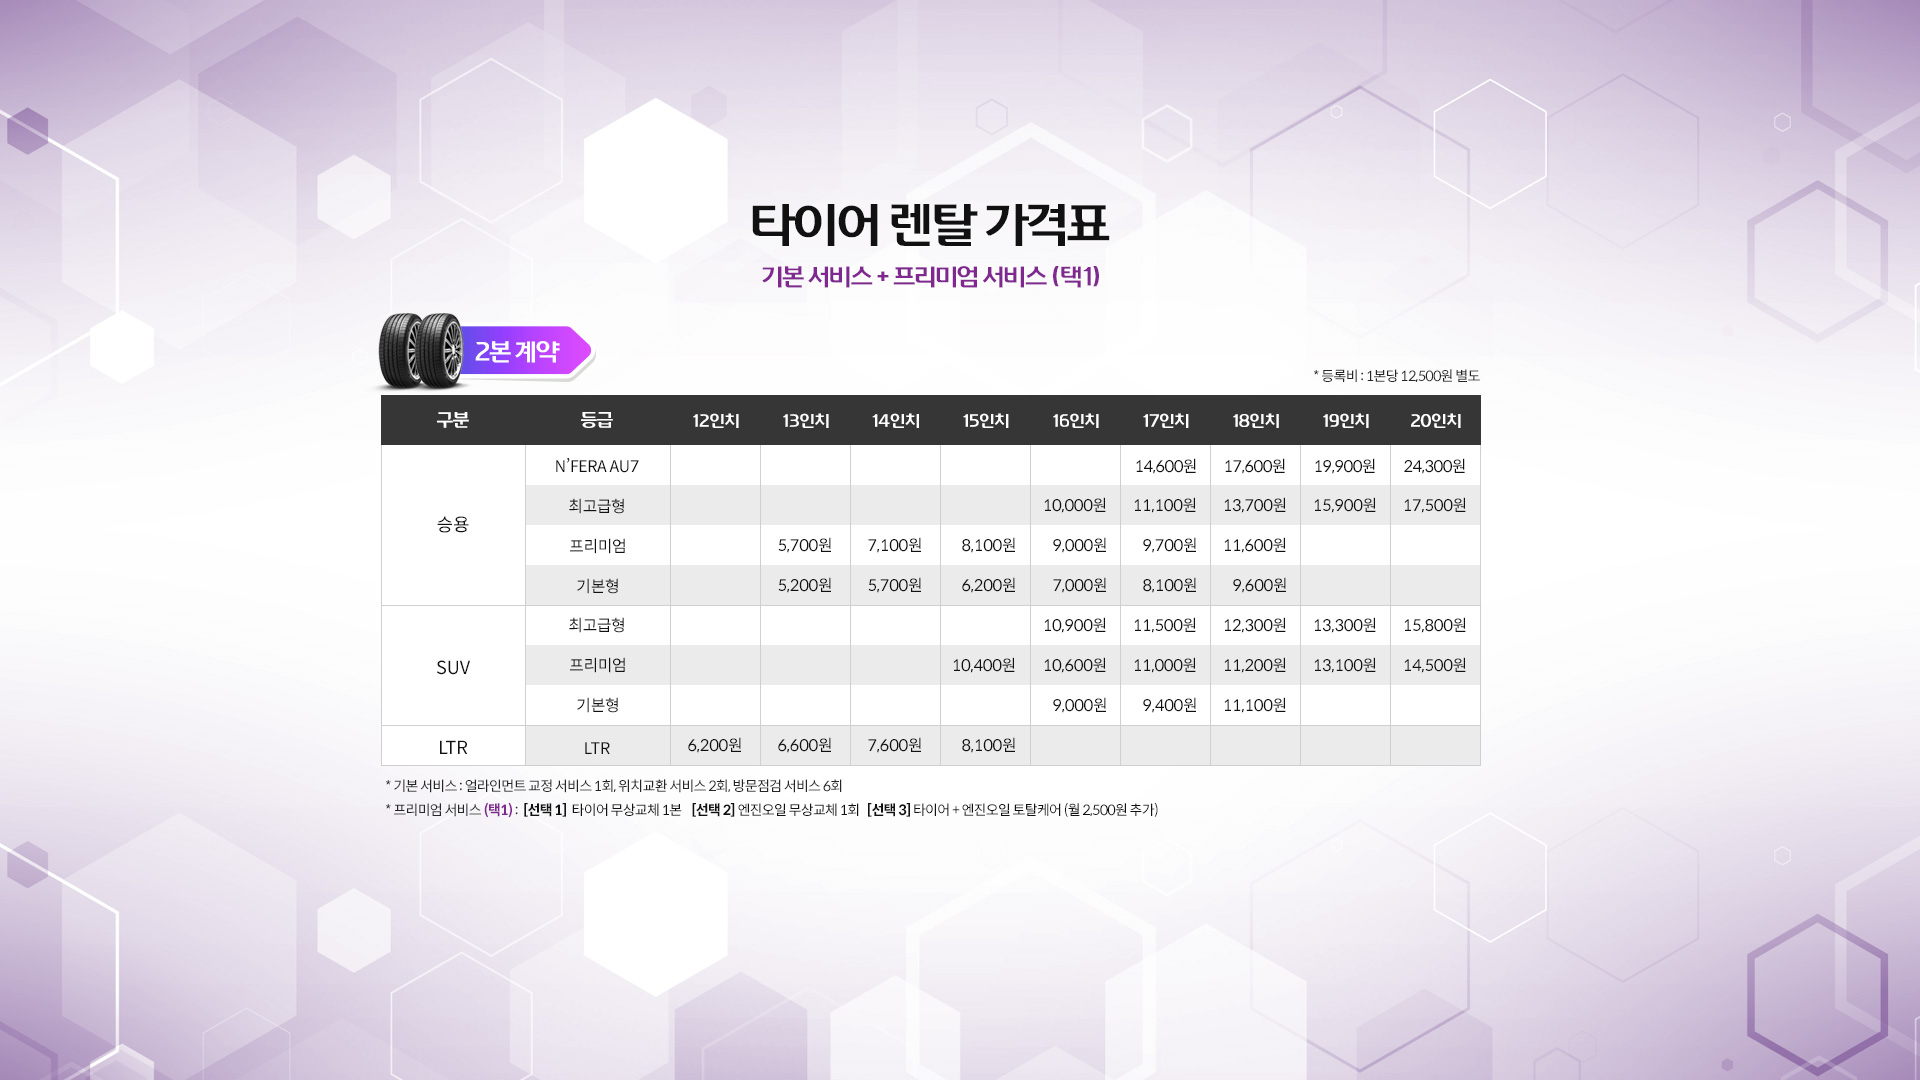 타이어 렌탈 가격표
기본 서비스 + 프리미엄 서비스 (택1)
2본 계약
* 등록비 : 1본당 12,500원 별도
구분 등급 12인치 13인치 14인치 15인치 16인치 17인치 18인치 19인치 20인치
승용
N’FERA AU7 14,600원 17,600원 19,900원 24,300원
최고급형 10,000원 11,100원 13,700원 15,900원 17,500원
프리미엄 5,700원 7,100원 8,100원 9,000원 9,700원 11,600원
기본형 5,200원 5,700원 6,200원 7,000원 8,100원 9,600원
SUV
최고급형 10,900원 11,500원 12,300원 13,300원 15,800원
프리미엄 10,400원 10,600원 11,000원 11,200원 13,100원 14,500원
기본형 9,000원 9,400원 11,100원
LTR LTR 6,200원 6,600원 7,600원 8,100원
* 기본 서비스 : 얼라인먼트 교정 서비스 1회, 위치교환 서비스 2회, 방문점검 서비스 6회
* 프리미엄 서비스 (택1) : [선택 1] 타이어 무상교체 1본 [선택 2] 엔진오일 무상교체 1회 [선택 3] 타이어 + 엔진오일 토탈케어 (월 2,500원 추가)